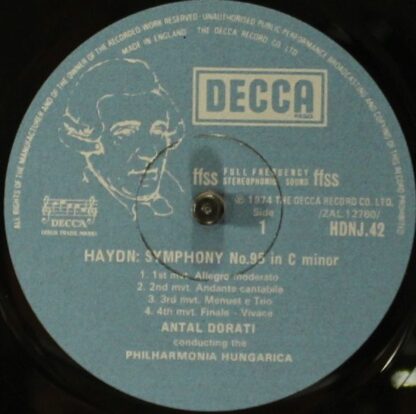 ALL RIGHTS OF THE MANUFACTURER AND OF THE OWNER OF THE RECORDED WORK RESERVED · UNAUTHORISED PUBLIC PERFORMANCE BROADCASTING AND COPYING OF THIS RECORD PROHIBITED
MADE IN ENGLAND THE DECCA RECORD CO LTD
DECCA
ffss FULL FREQUENCY STEREOPHONIC SOUND ffss
℗ 1974 THE DECCA RECORD CO. LTD.
Side
1
/ZAL 12760/
HDNJ.42
DECCA
HAYDN: SYMPHONY No.95 in C minor
1. 1st mvt. Allegro moderato
2. 2nd mvt. Andante cantabile
3. 3rd mvt. Menuet e Trio
4. 4th mvt. Finale - Vivace
ANTAL DORATI
conducting the
PHILHARMONIA HUNGARICA